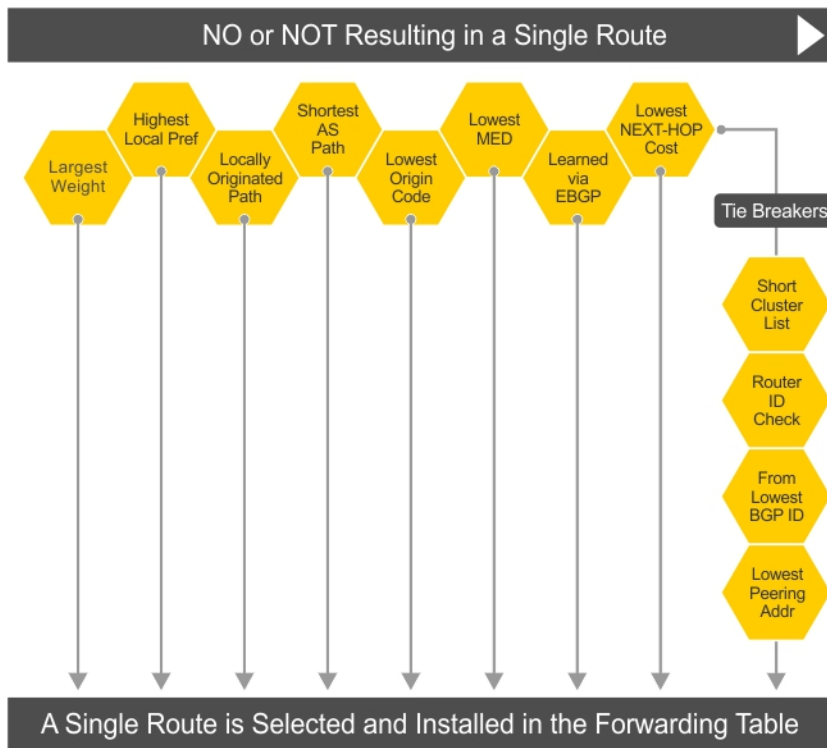 NO or NOT Resulting in a Single Route
Largest
Weight
Highest
Local Pref
Locally
Originated
Path
Shortest
AS
Path
Lowest
Origin
Code
Lowest
MED
Learned
via
EBGP
Lowest
NEXT-HOP
Cost
Tie Breakers
Short
Cluster
List
Router
ID
Check
From
Lowest
BGP ID
Lowest
Peering
Addr
A Single Route is Selected and Installed in the Forwarding Table